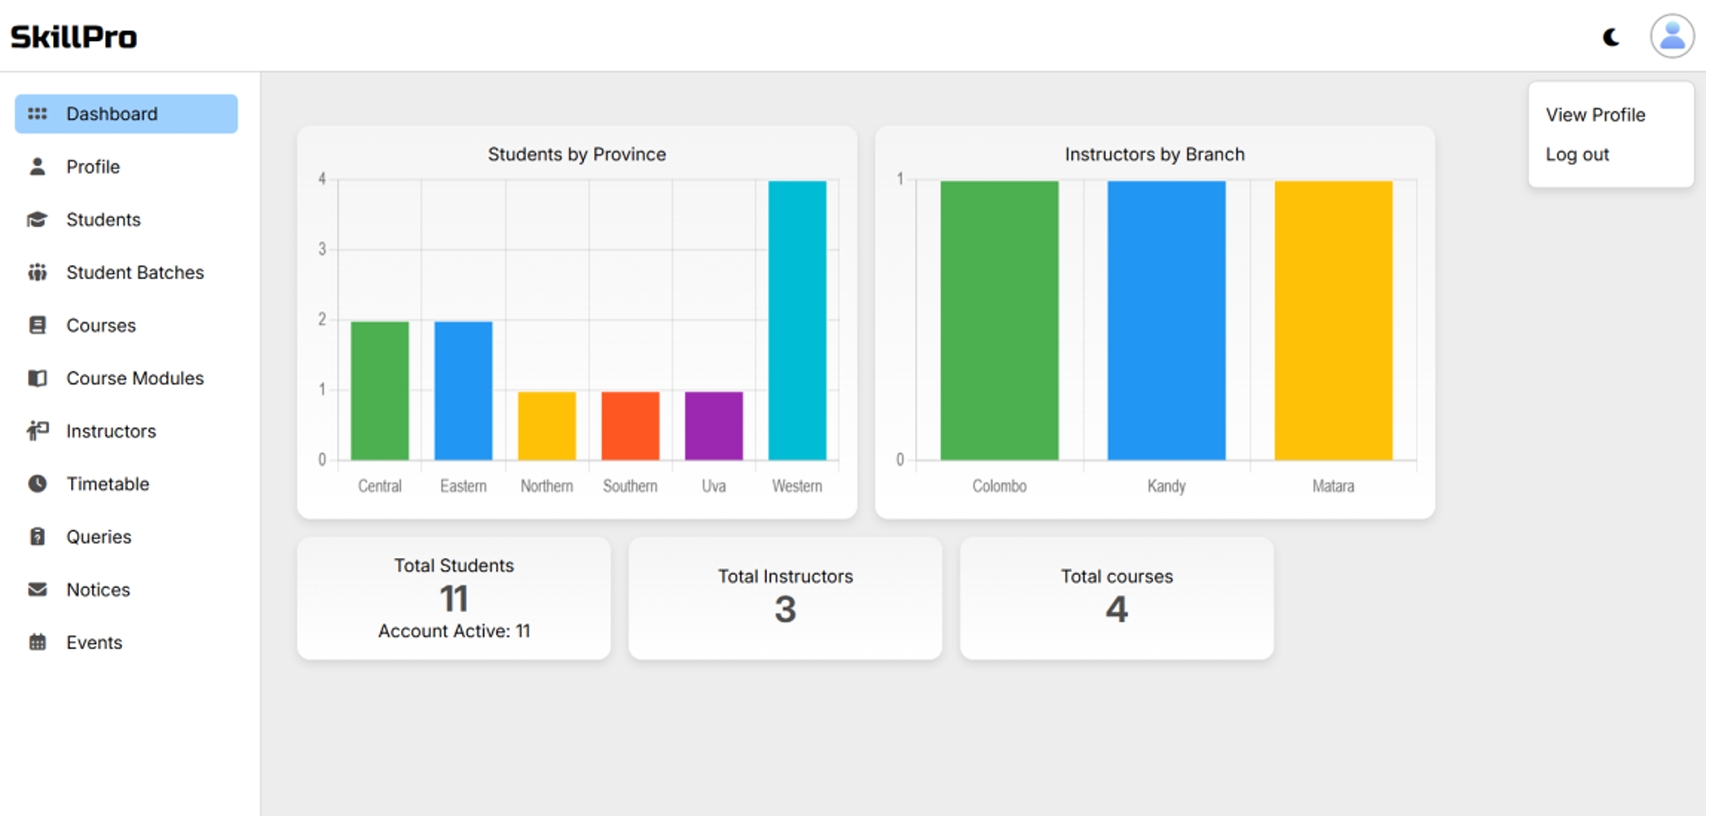 SkillPro
View Profile
Log out
Dashboard
Profile
Students
Student Batches
Courses
Course Modules
Instructors
Timetable
Queries
Notices
Events
Students by Province
4
3
2
1
0
Central Eastern Northern Southern Uva Western
Instructors by Branch
1
0
Colombo Kandy Matara
Total Students
11
Account Active: 11
Total Instructors
3
Total courses
4